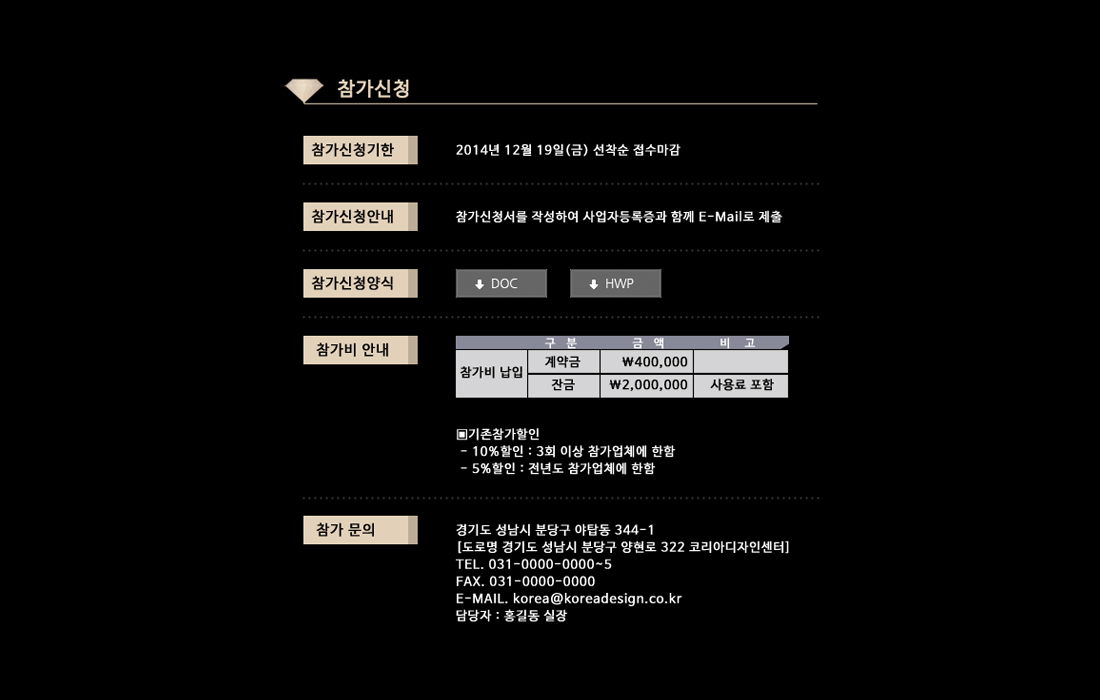 참가신청
참가신청기한
2014년 12월 19일(금) 선착순 접수마감
참가신청안내
참가신청서를 작성하여 사업자등록증과 함께 E-Mail로 제출
참가신청양식
DOC
HWP
참가비 안내
구 분 금 액 비 고
참가비 납입
계약금 ₩400,000
잔금 ₩2,000,000 사용료 포함
▣기존참가할인
- 10%할인 : 3회 이상 참가업체에 한함
- 5%할인 : 전년도 참가업체에 한함
참가 문의
경기도 성남시 분당구 야탑동 344-1
[도로명 경기도 성남시 분당구 양현로 322 코리아디자인센터]
TEL. 031-0000-0000~5
FAX. 031-0000-0000
E-MAIL. korea@koreadesign.co.kr
담당자 : 홍길동 실장